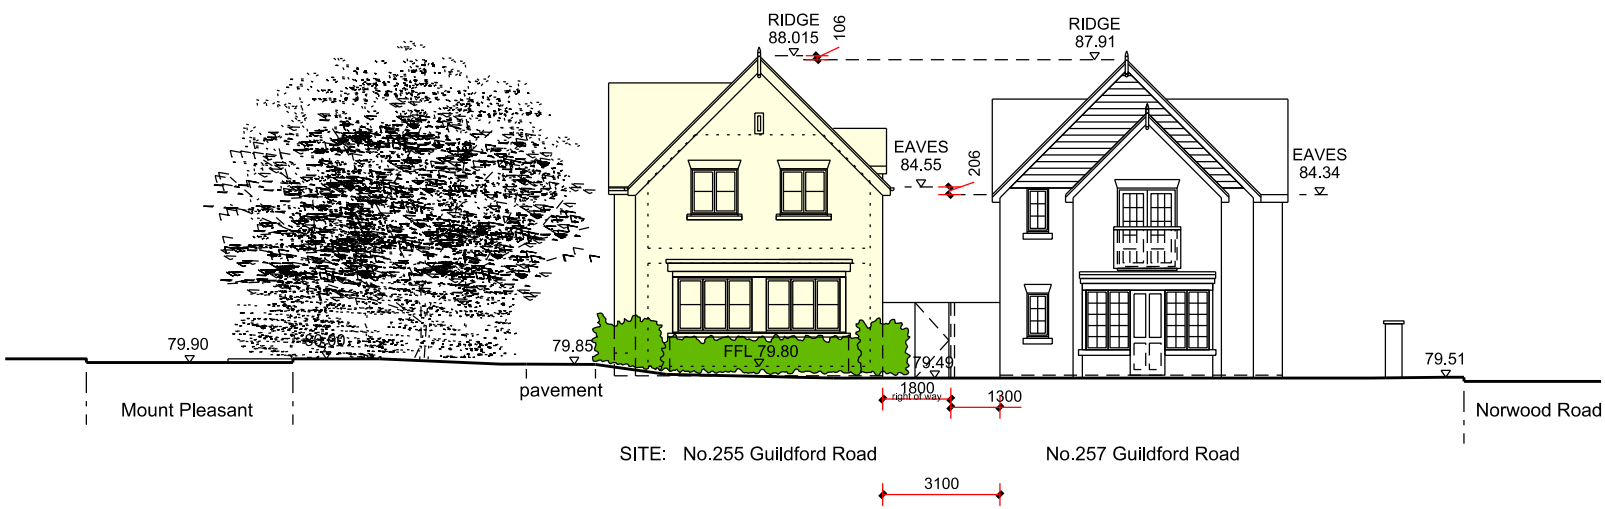 RIDGE
88.015
106
RIDGE
87.91
EAVES
84.55
206
EAVES
84.34
79.90
79.85
FFL 79.80
79.49
79.51
pavement
1800
right of way
1300
Mount Pleasant
Norwood Road
SITE: No.255 Guildford Road
No.257 Guildford Road
3100